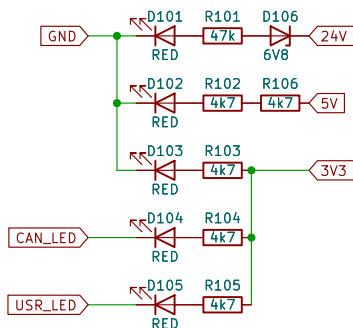 D101 R101 D106
GND 47k 24V
RED 6V8
D102 R102 R106
4k7 4k7 5V
RED
D103 R103
4k7 3V3
RED
D104 R104
CAN_LED 4k7
RED
D105 R105
USR_LED 4k7
RED